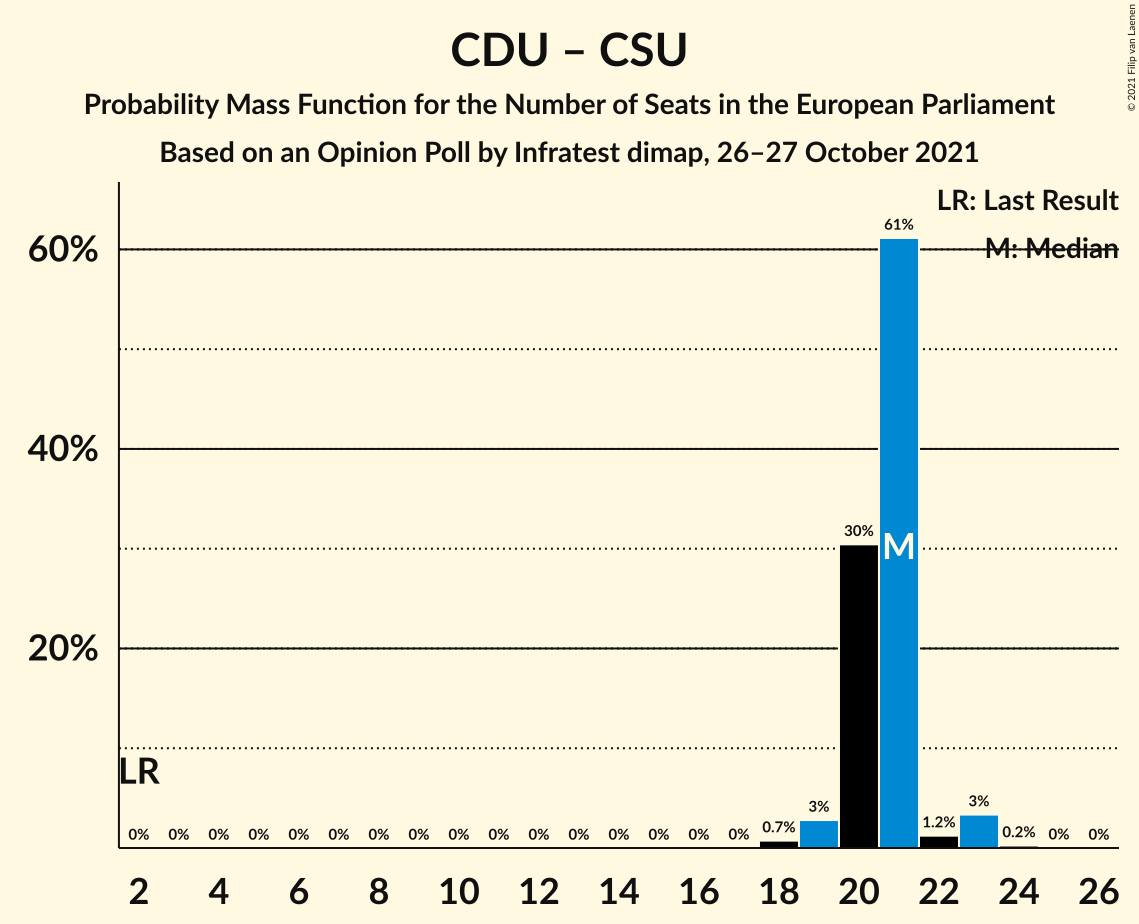 CDU – CSU
Probability Mass Function for the Number of Seats in the European Parliament
Based on an Opinion Poll by Infratest dimap, 26–27 October 2021
© 2021 Filip van Laenen
LR: Last Result
M: Median
60%
40%
20%
61%
30%
M
LR
0% 0% 0% 0% 0% 0% 0% 0% 0% 0% 0% 0% 0% 0% 0% 0% 0.7% 3% 1.2% 3% 0.2% 0% 0%
2 4 6 8 10 12 14 16 18 20 22 24 26